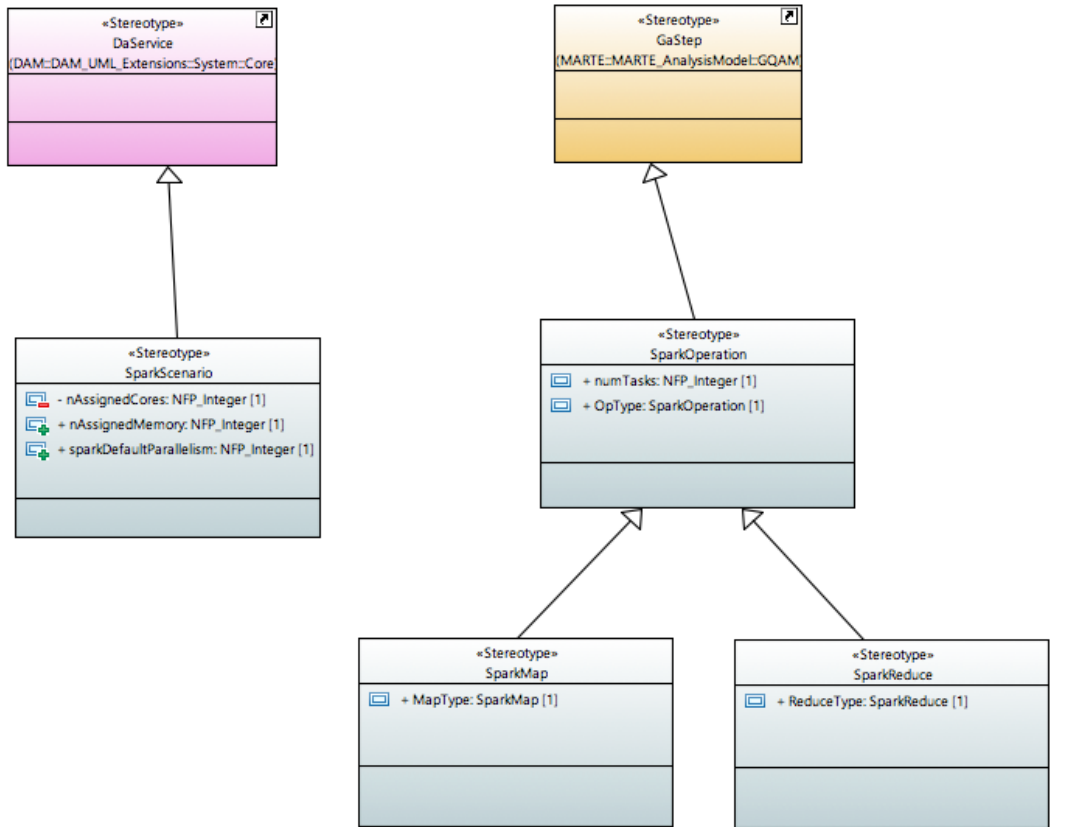 «Stereotype»
DaService
(DAM::DAM_UML_Extensions::System::Core)
«Stereotype»
GaStep
(MARTE::MARTE_AnalysisModel::GQAM)
«Stereotype»
SparkScenario
- nAssignedCores: NFP_Integer [1]
+ nAssignedMemory: NFP_Integer [1]
+ sparkDefaultParallelism: NFP_Integer [1]
«Stereotype»
SparkOperation
+ numTasks: NFP_Integer [1]
+ OpType: SparkOperation [1]
«Stereotype»
SparkMap
+ MapType: SparkMap [1]
«Stereotype»
SparkReduce
+ ReduceType: SparkReduce [1]